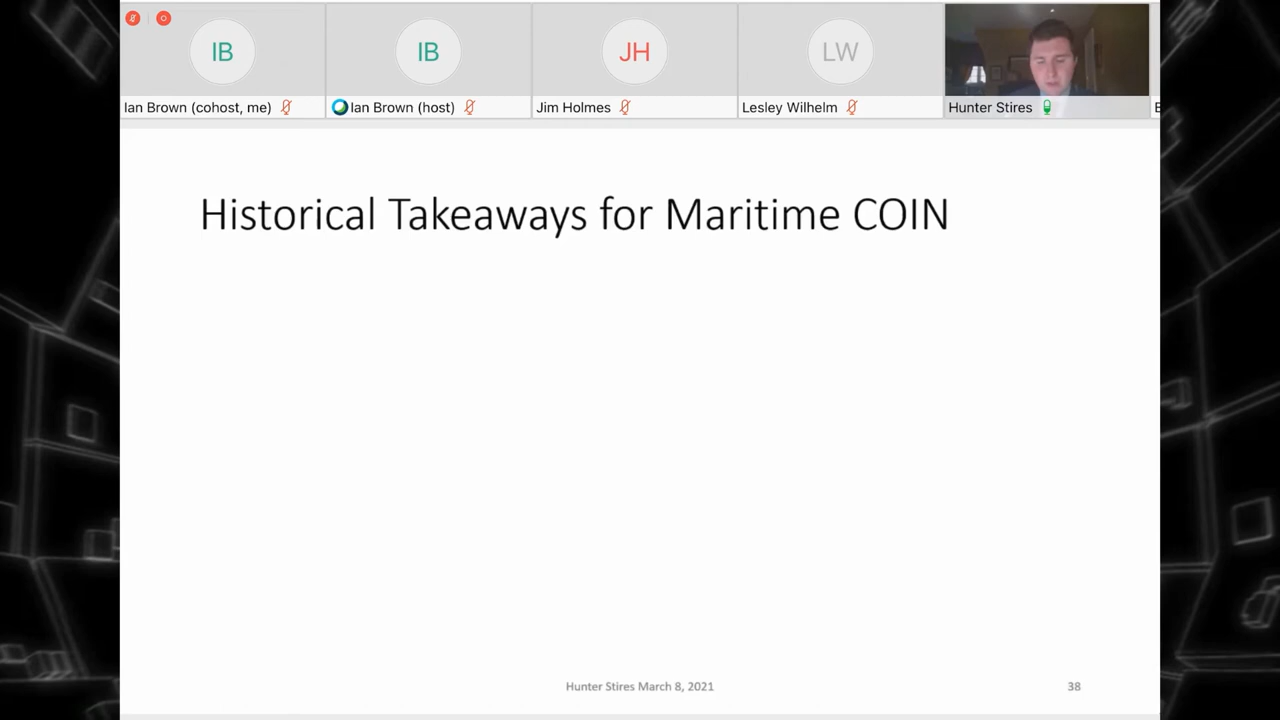 IB
IB
JH
LW
Ian Brown (cohost, me)
Ian Brown (host)
Jim Holmes
Lesley Wilhelm
Hunter Stires
E
Historical Takeaways for Maritime COIN
Hunter Stires March 8, 2021
38